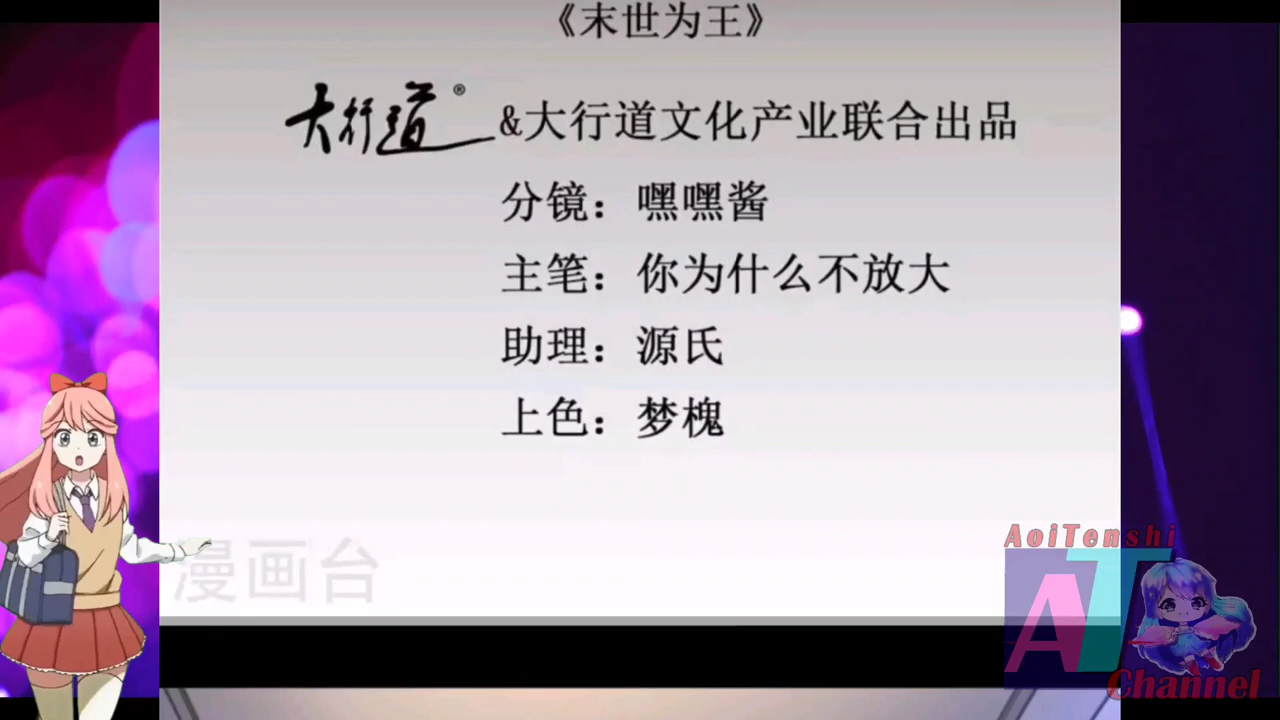 《末世为王》
大行道® &大行道文化产业联合出品
分镜：嘿嘿酱
主笔：你为什么不放大
助理：源氏
上色：梦槐
漫画台
AoiTenshi
AT
Channel